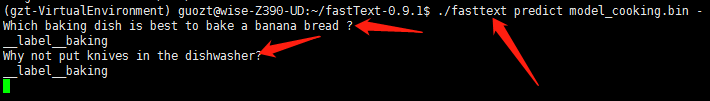 (gzt-VirtualEnvironment) guozt@wise-Z390-UD:~/fastText-0.9.1$ ./fasttext predict model_cooking.bin -
Which baking dish is best to bake a banana bread ?
__label__baking
Why not put knives in the dishwasher?
__label__baking